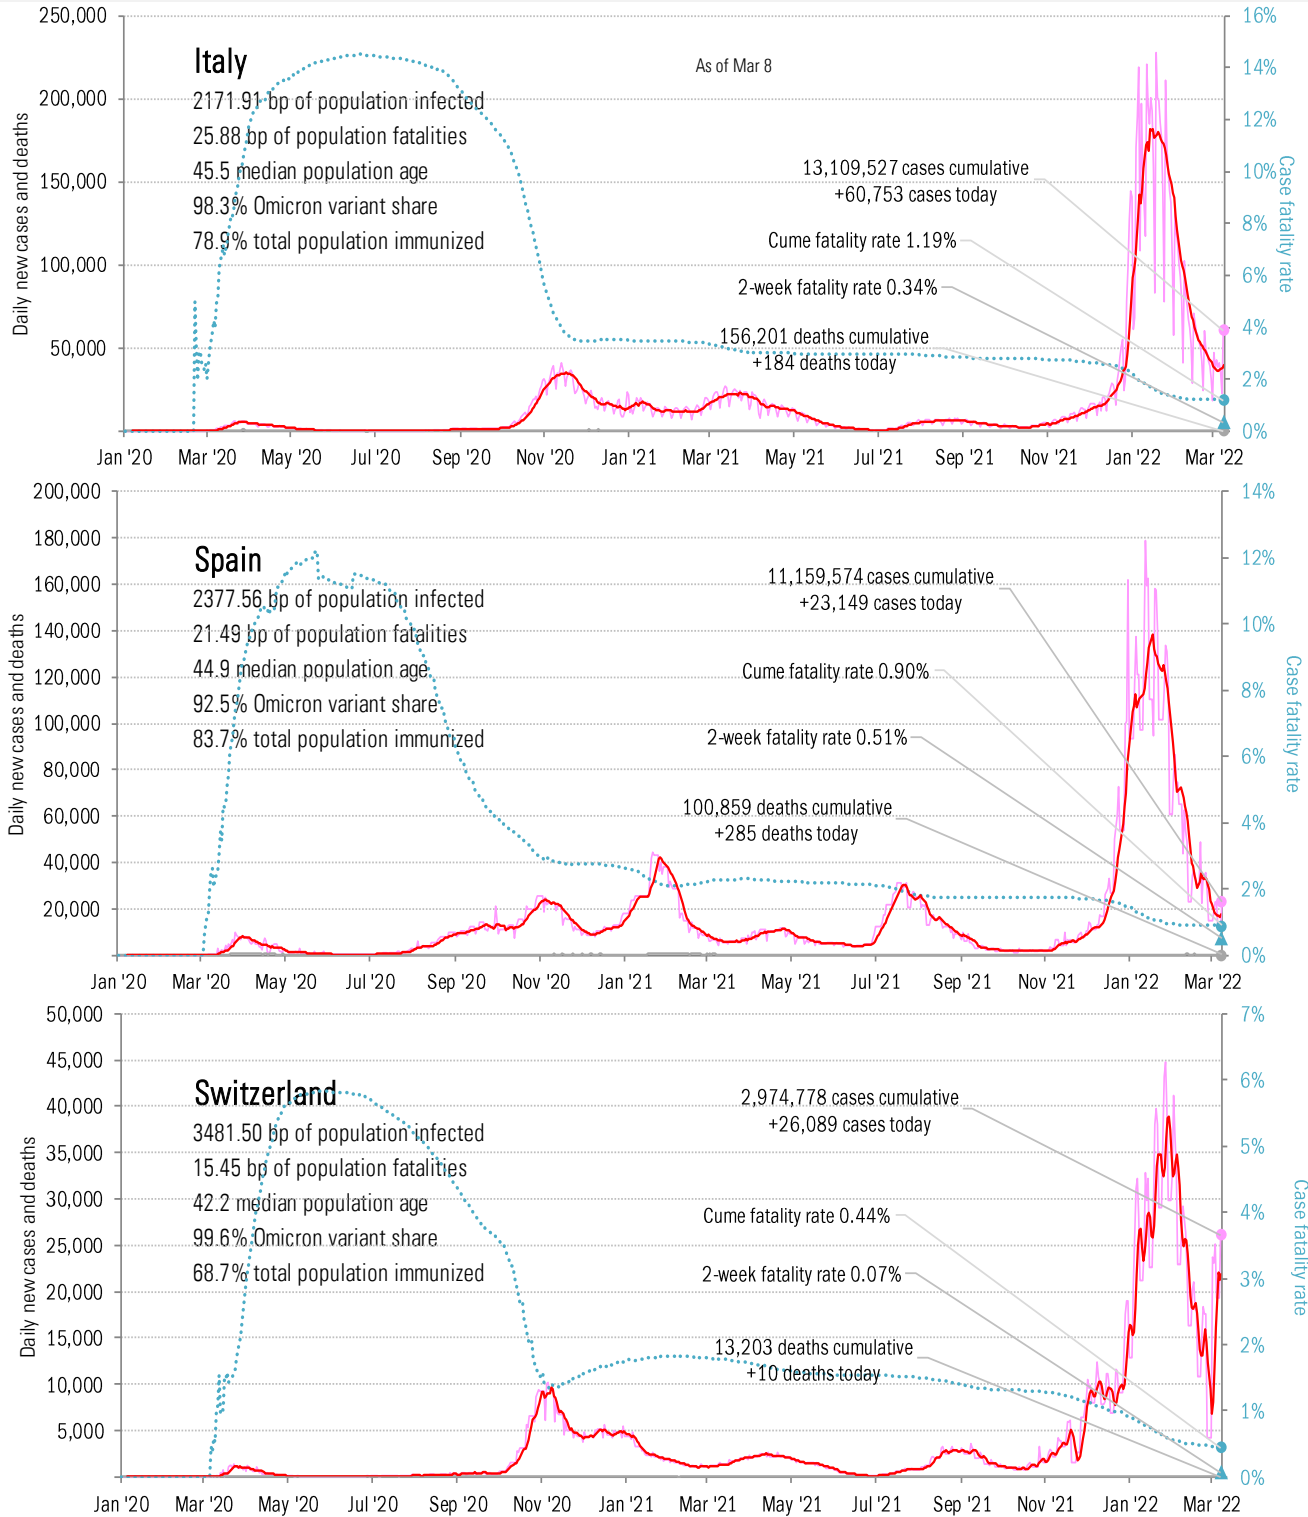 250,000
200,000
150,000
100,000
50,000
Daily new cases and deaths
Italy
2171.91 bp of population infected
25.88 bp of population fatalities
45.5 median population age
98.3% Omicron variant share
78.9% total population immunized
As of Mar 8
13,109,527 cases cumulative
+60,753 cases today
Cume fatality rate 1.19%
2-week fatality rate 0.34%
156,201 deaths cumulative
+184 deaths today
16%
14%
12%
10%
8%
6%
4%
2%
0%
Case fatality rate
Jan '20 Mar '20 May '20 Jul '20 Sep '20 Nov '20 Jan '21 Mar '21 May '21 Jul '21 Sep '21 Nov '21 Jan '22 Mar '22
200,000
180,000
160,000
140,000
120,000
100,000
80,000
60,000
40,000
20,000
Daily new cases and deaths
Spain
2377.56 bp of population infected
21.49 bp of population fatalities
44.9 median population age
92.5% Omicron variant share
83.7% total population immunized
11,159,574 cases cumulative
+23,149 cases today
Cume fatality rate 0.90%
2-week fatality rate 0.51%
100,859 deaths cumulative
+285 deaths today
14%
12%
10%
8%
6%
4%
2%
0%
Case fatality rate
Jan '20 Mar '20 May '20 Jul '20 Sep '20 Nov '20 Jan '21 Mar '21 May '21 Jul '21 Sep '21 Nov '21 Jan '22 Mar '22
50,000
45,000
40,000
35,000
30,000
25,000
20,000
15,000
10,000
5,000
Daily new cases and deaths
Switzerland
3481.50 bp of population infected
15.45 bp of population fatalities
42.2 median population age
99.6% Omicron variant share
68.7% total population immunized
2,974,778 cases cumulative
+26,089 cases today
Cume fatality rate 0.44%
2-week fatality rate 0.07%
13,203 deaths cumulative
+10 deaths today
7%
6%
5%
4%
3%
2%
1%
0%
Case fatality rate
Jan '20 Mar '20 May '20 Jul '20 Sep '20 Nov '20 Jan '21 Mar '21 May '21 Jul '21 Sep '21 Nov '21 Jan '22 Mar '22